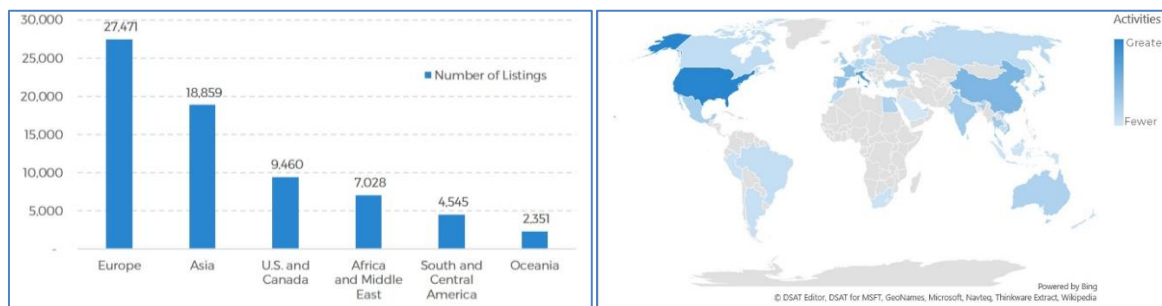 30,000
27,471
25,000
20,000
18,859
Number of Listings
15,000
10,000
9,460
7,028
5,000
4,545
2,351
-
Europe
Asia
U.S. and
Canada
Africa
and Middle
East
South and
Central
America
Oceania
Activities
Greate
Fewer
Powered by Bing
© DSAT Editor, DSAT for MSFT, GeoNames, Microsoft, Navteq, Thinkware Extract, Wikipedia